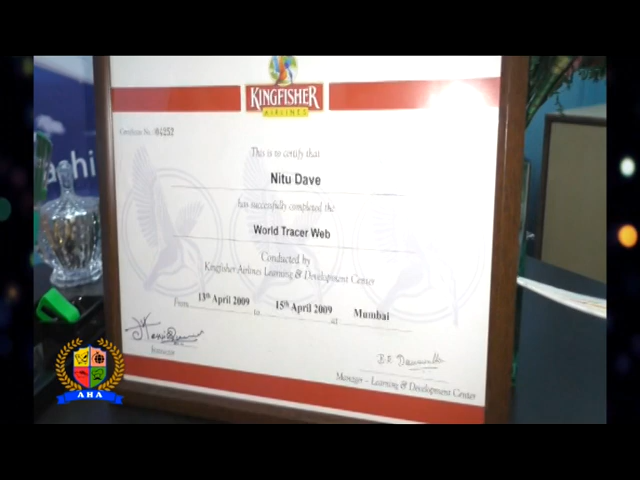 KINGFISHER
AIRLINES
Certificate No: 04252
This is to certify that
Nitu Dave
has successfully completed the
World Tracer Web
Conducted by
Kingfisher Airlines Learning & Development Center
From 13th April 2009 to 15th April 2009 at Mumbai
Instructor
Manager - Learning & Development Center
AHA